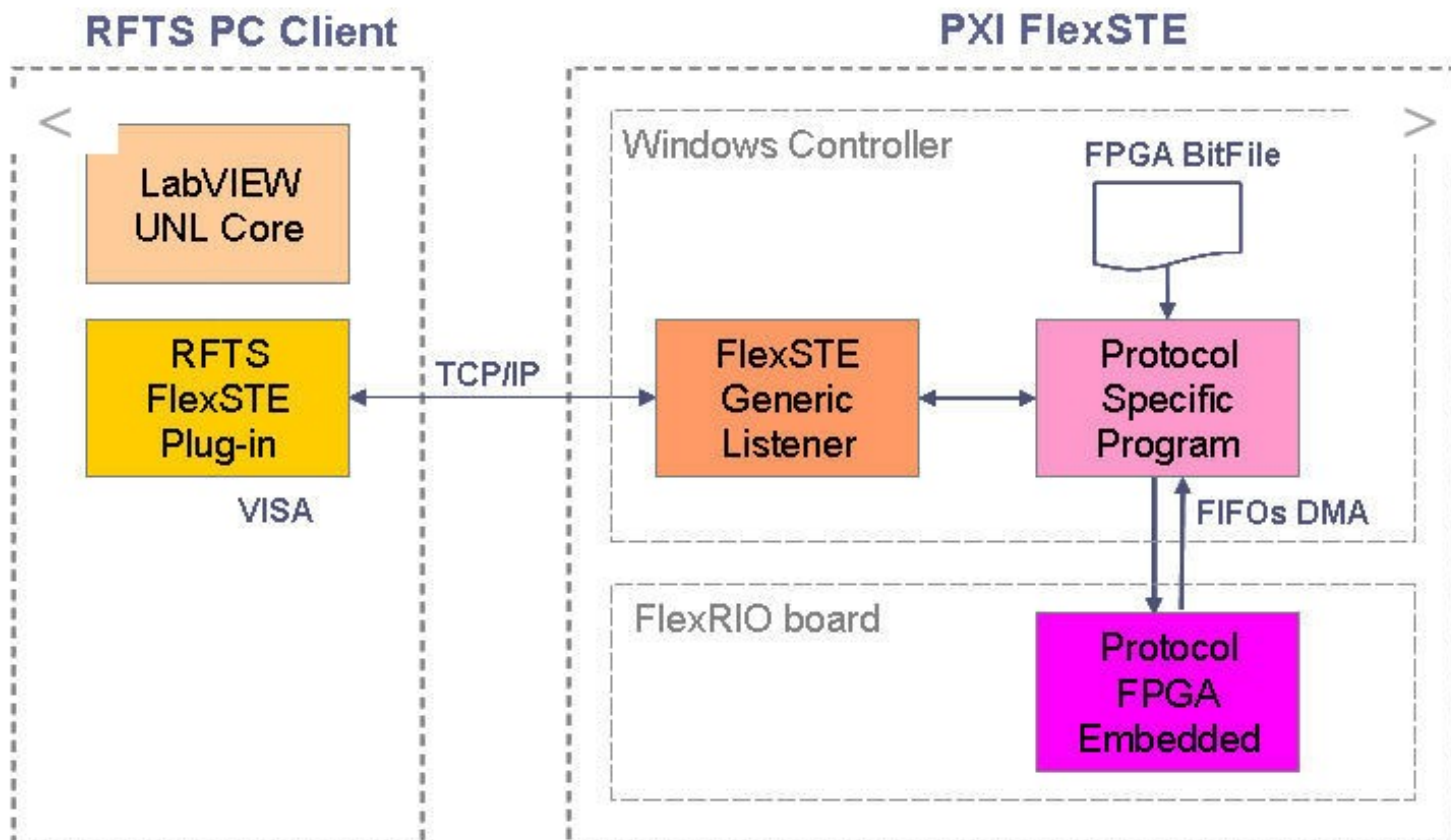 RFTS PC Client
PXI FlexSTE
<
>
Windows Controller
FPGA BitFile
LabVIEW
UNL Core
RFTS
FlexSTE
Plug-in
TCP/IP
FlexSTE
Generic
Listener
Protocol
Specific
Program
VISA
FIFOs DMA
FlexRIO board
Protocol
FPGA
Embedded